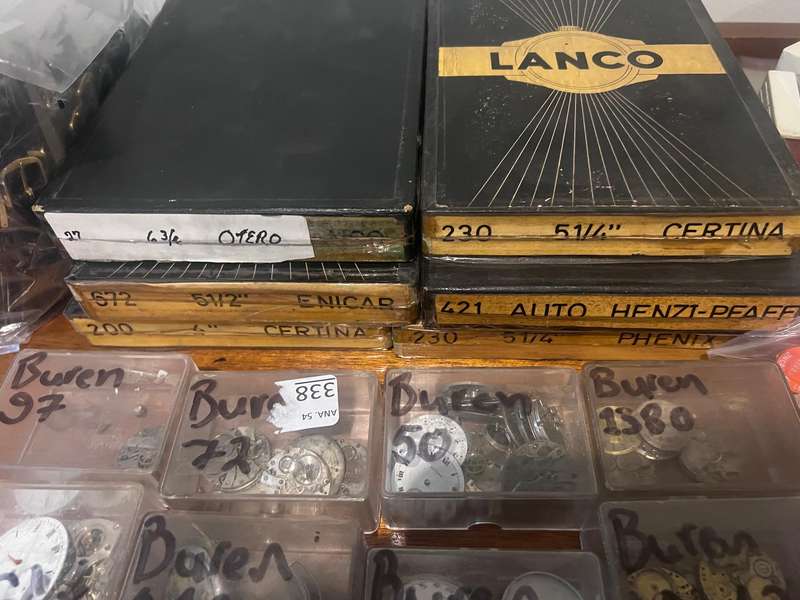 LANCO
27 6 3/4 OTERO
230 5 1/4" CERTINA
672 5 1/2" ENICAR
421 AUTO HENZI-PFAFF
200 4" CERTINA
230 5 1/4 PHENIX
Buren
97
Buren
72
338
ANA. 54
Buren
50
Buren
1580
Buren
Buren
Buren